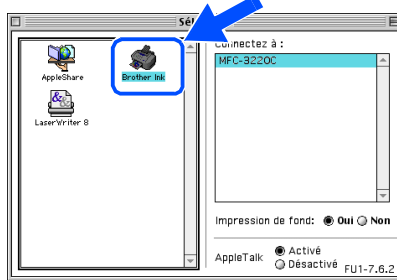 Sél
AppleShare
Brother Ink
LaserWriter 8
Connectez à :
MFC-3220C
Impression de fond: Oui Non
AppleTalk Activé
Désactivé
FU1-7.6.2